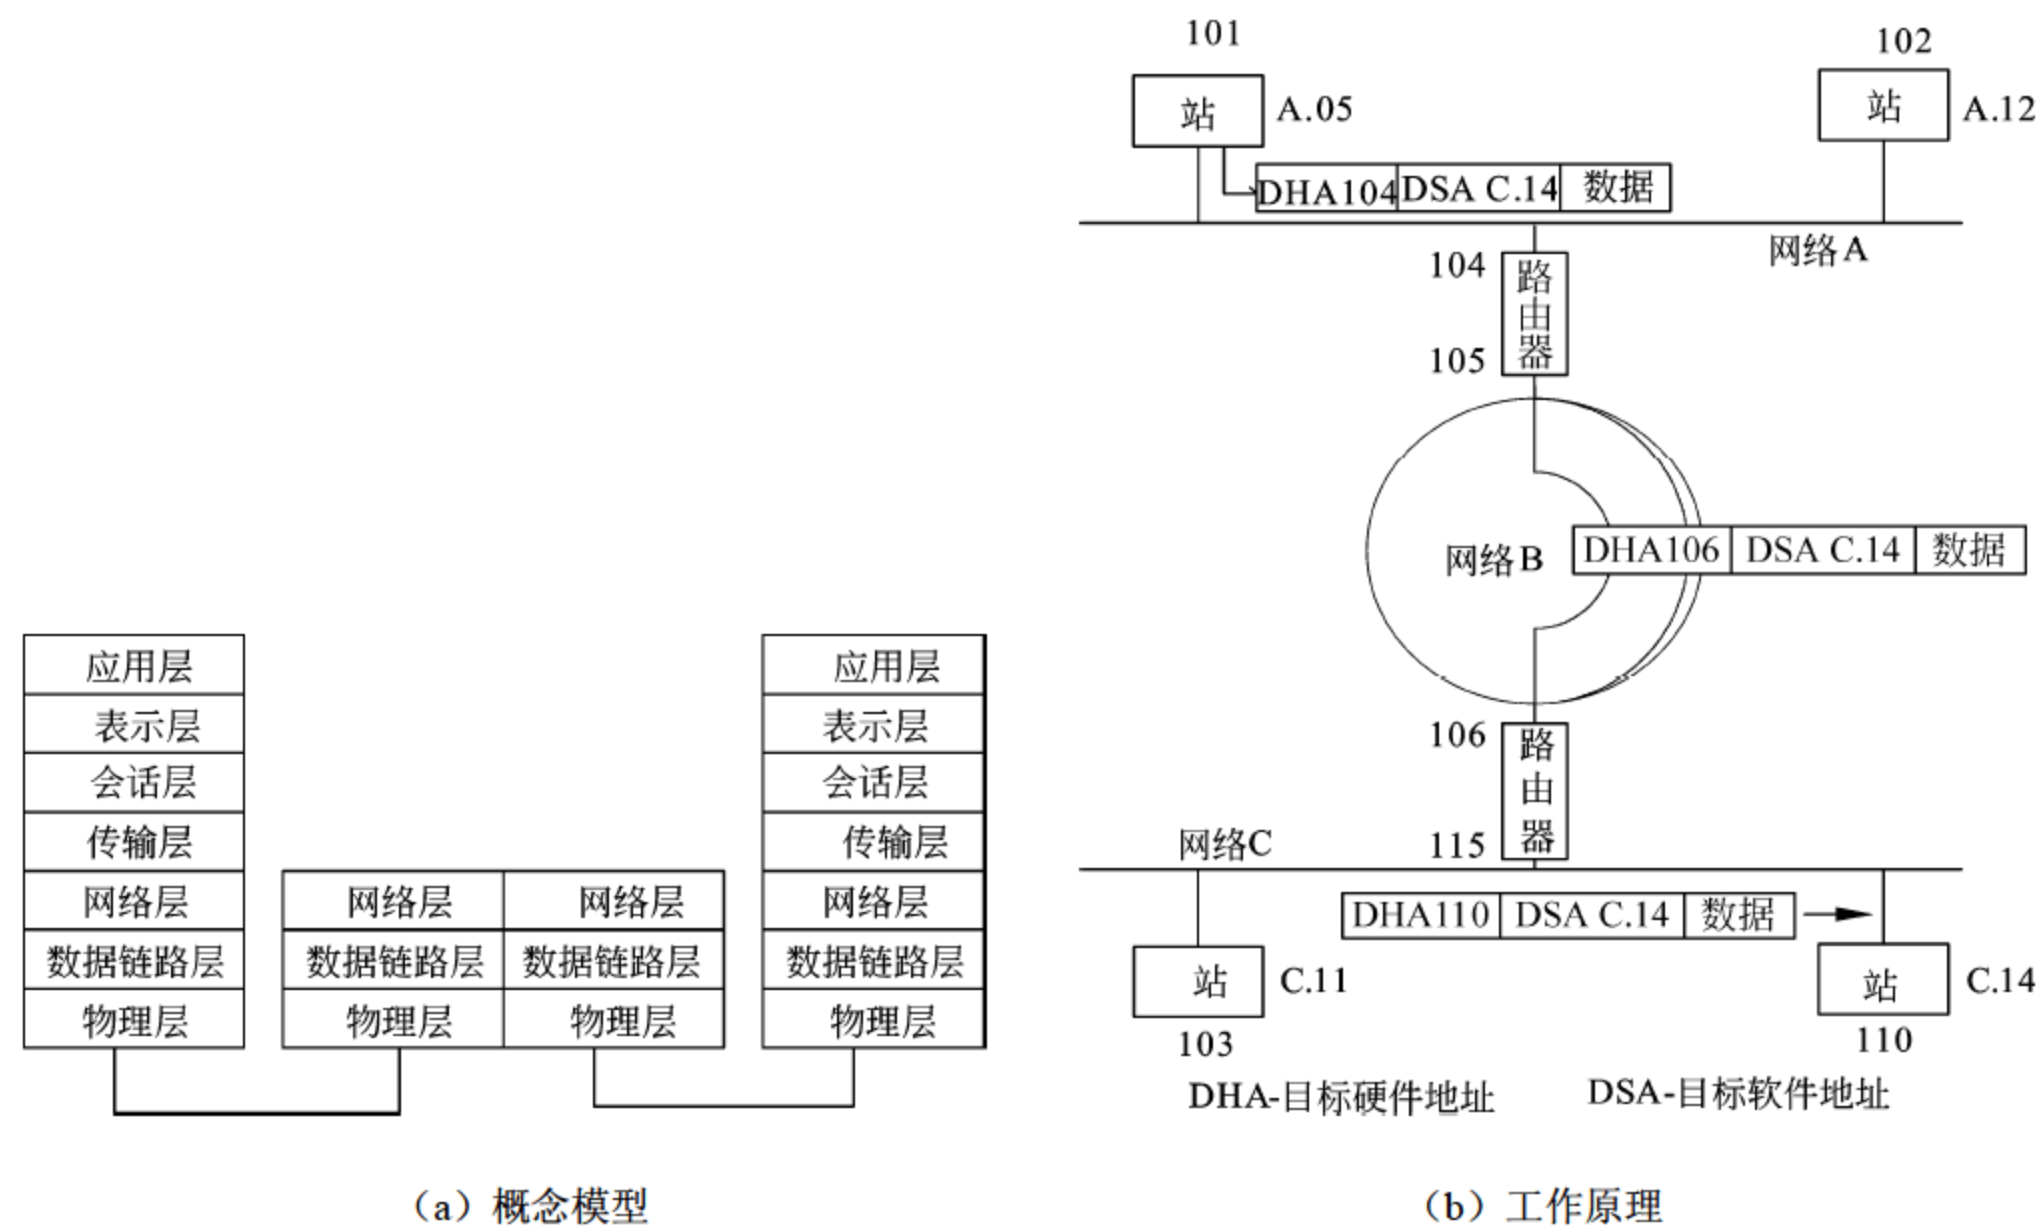 应用层
表示层
会话层
传输层
网络层
数据链路层
物理层
网络层 网络层
数据链路层 数据链路层
物理层 物理层
应用层
表示层
会话层
传输层
网络层
数据链路层
物理层
(a)概念模型
101
站 A.05
102
站 A.12
DHA104 DSA C.14 数据
网络A
104
路由器
105
网络B
DHA106 DSA C.14 数据
106
路由器
115
网络C
DHA110 DSA C.14 数据
站 C.11
103
站 C.14
110
DHA-目标硬件地址 DSA-目标软件地址
(b)工作原理